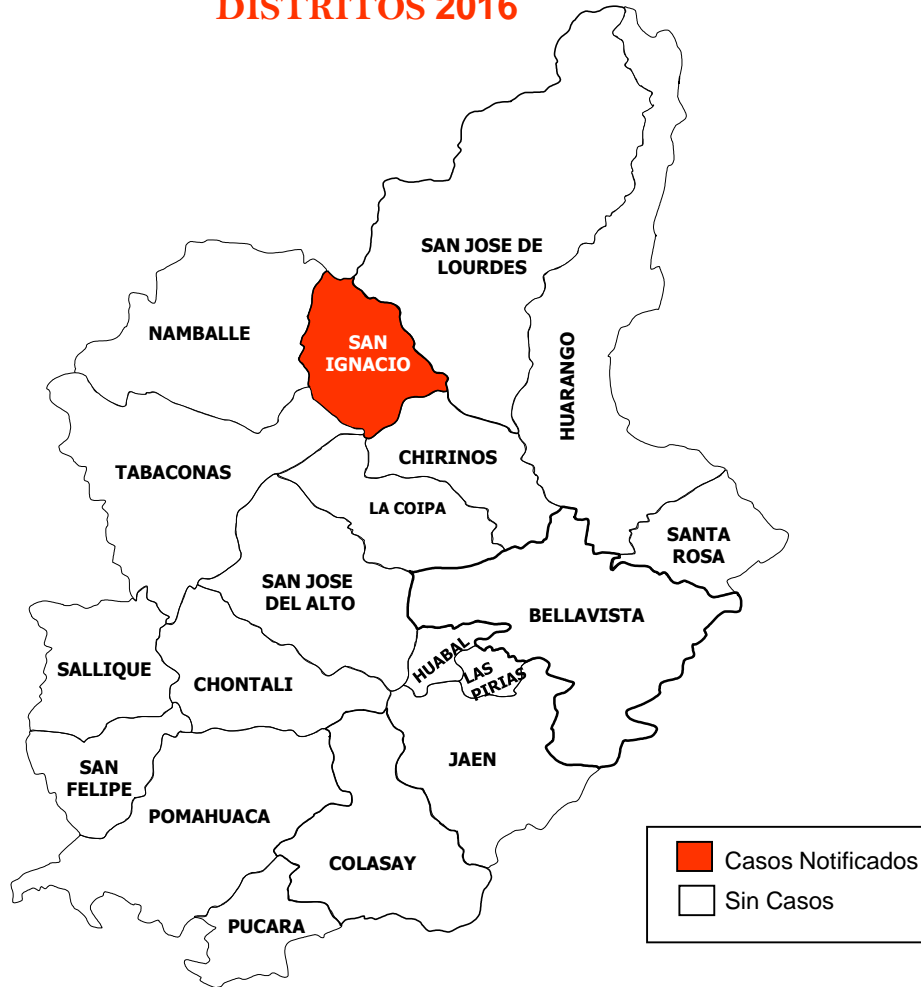 DISTRITOS 2016
SAN JOSE DE
LOURDES
NAMBALLE
SAN
IGNACIO
HUARANGO
CHIRINOS
TABACONAS
LA COIPA
SANTA
ROSA
SAN JOSE
DEL ALTO
BELLAVISTA
HUABAL
LAS
PIRIAS
SALLIQUE
CHONTALI
JAEN
SAN
FELIPE
POMAHUACA
COLASAY
PUCARA
Casos Notificados
Sin Casos